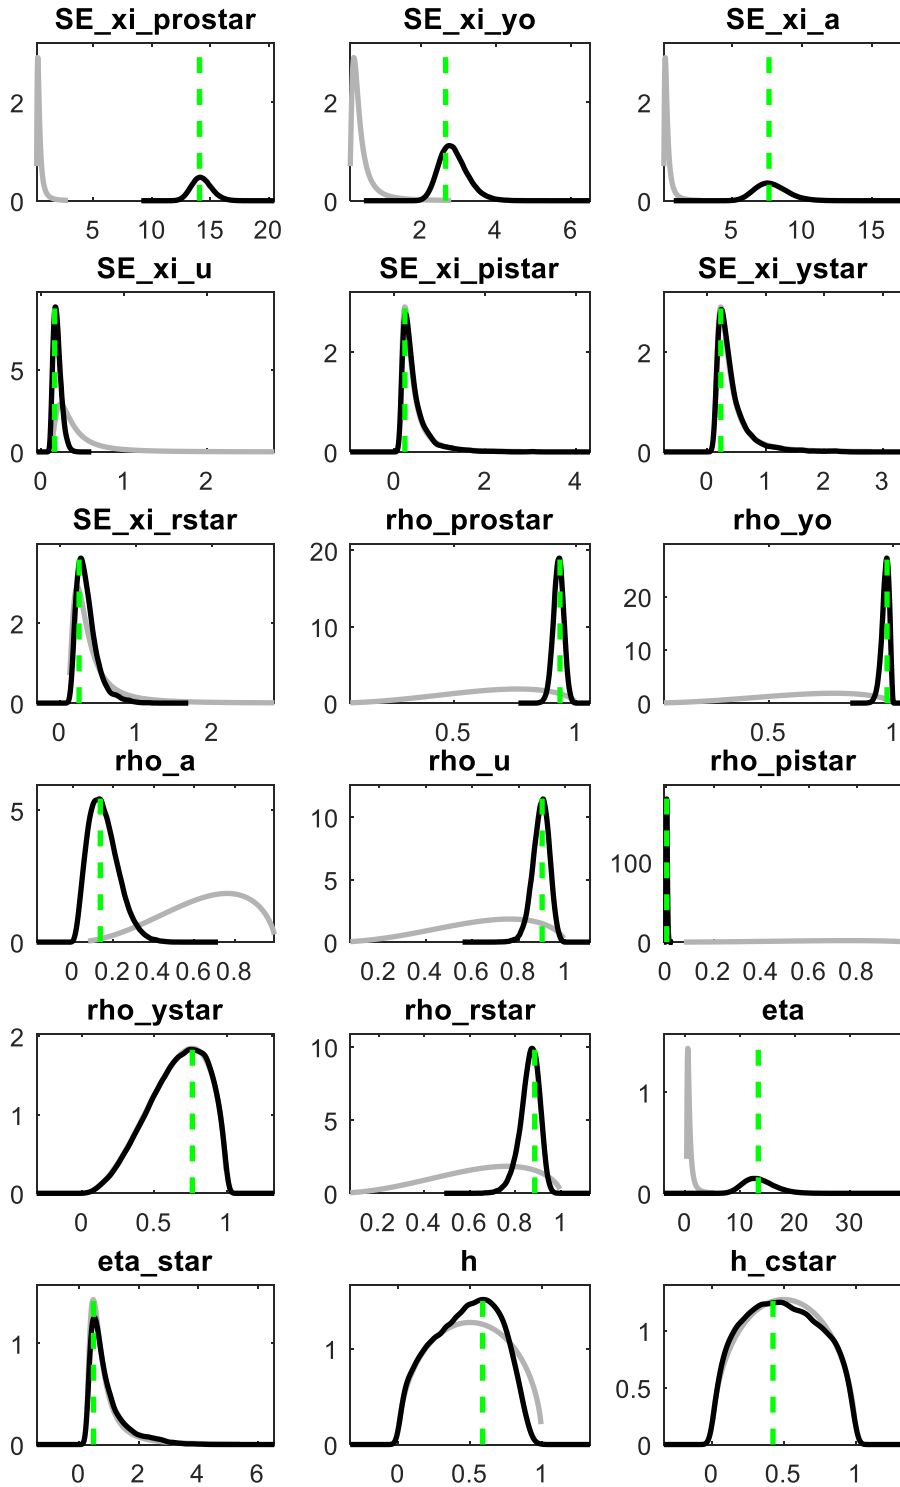 SE_xi_prostar SE_xi_yo SE_xi_a
2 2 2
0 0 0
5 10 15 20 2 4 6 5 10 15
SE_xi_u SE_xi_pistar SE_xi_ystar
5 2 2
0 0 0
0 1 2 0 2 4 0 1 2 3
SE_xi_rstar rho_prostar rho_yo
20
2 10 20
10
0 0 0
0 1 2 0.5 1 0.5 1
rho_a rho_u rho_pistar
5 10 100
5
0 0 0
0 0.2 0.4 0.6 0.8 0.2 0.4 0.6 0.8 1 0 0.2 0.4 0.6 0.8
rho_ystar rho_rstar eta
2 10
1 5 1
0 0 0
0 0.5 1 0.2 0.4 0.6 0.8 1 0 10 20 30
eta_star h h_cstar
1 1 1
0.5
0 0 0
0 2 4 6 0 0.5 1 0 0.5 1